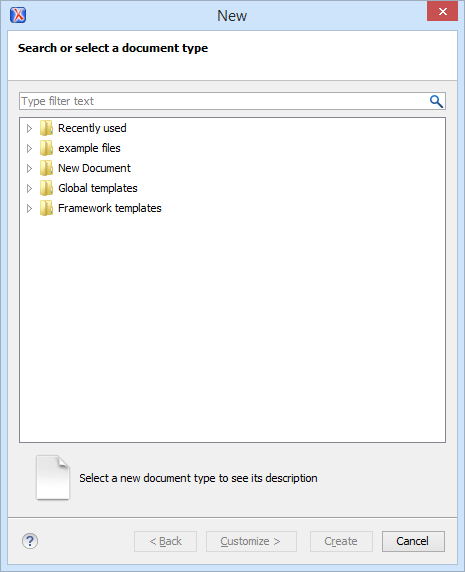 New
Search or select a document type
Type filter text
Recently used
example files
New Document
Global templates
Framework templates
Select a new document type to see its description
? < Back Customize > Create Cancel